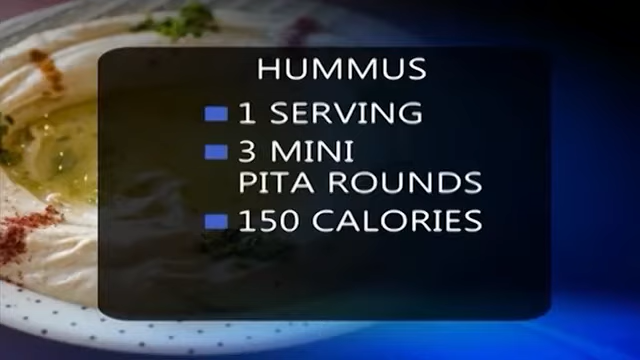 HUMMUS
1 SERVING
3 MINI
PITA ROUNDS
150 CALORIES